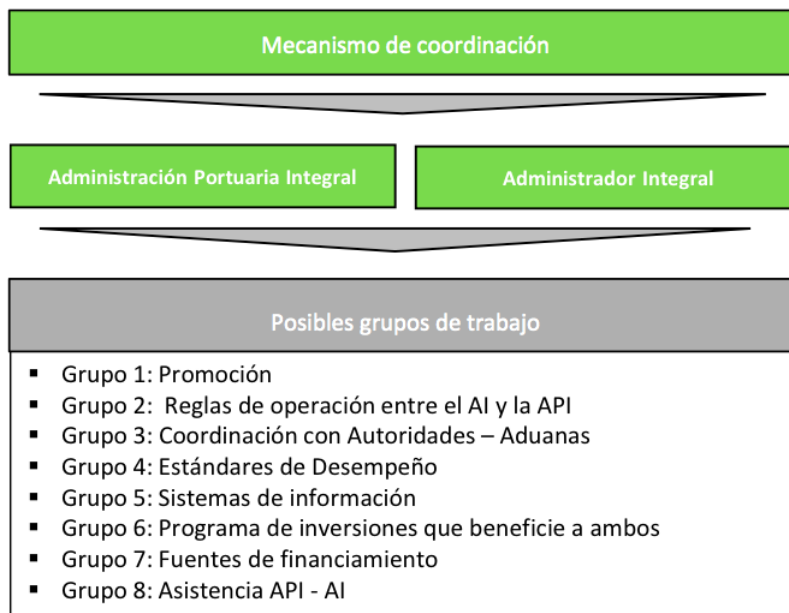 Mecanismo de coordinación
Administración Portuaria Integral
Administrador Integral
Posibles grupos de trabajo
▪ Grupo 1: Promoción
▪ Grupo 2: Reglas de operación entre el AI y la API
▪ Grupo 3: Coordinación con Autoridades – Aduanas
▪ Grupo 4: Estándares de Desempeño
▪ Grupo 5: Sistemas de información
▪ Grupo 6: Programa de inversiones que beneficie a ambos
▪ Grupo 7: Fuentes de financiamiento
▪ Grupo 8: Asistencia API - AI